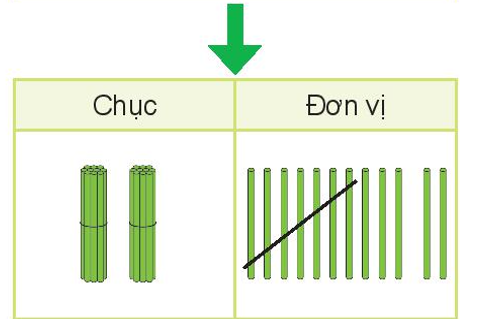 Chục
Đơn vị